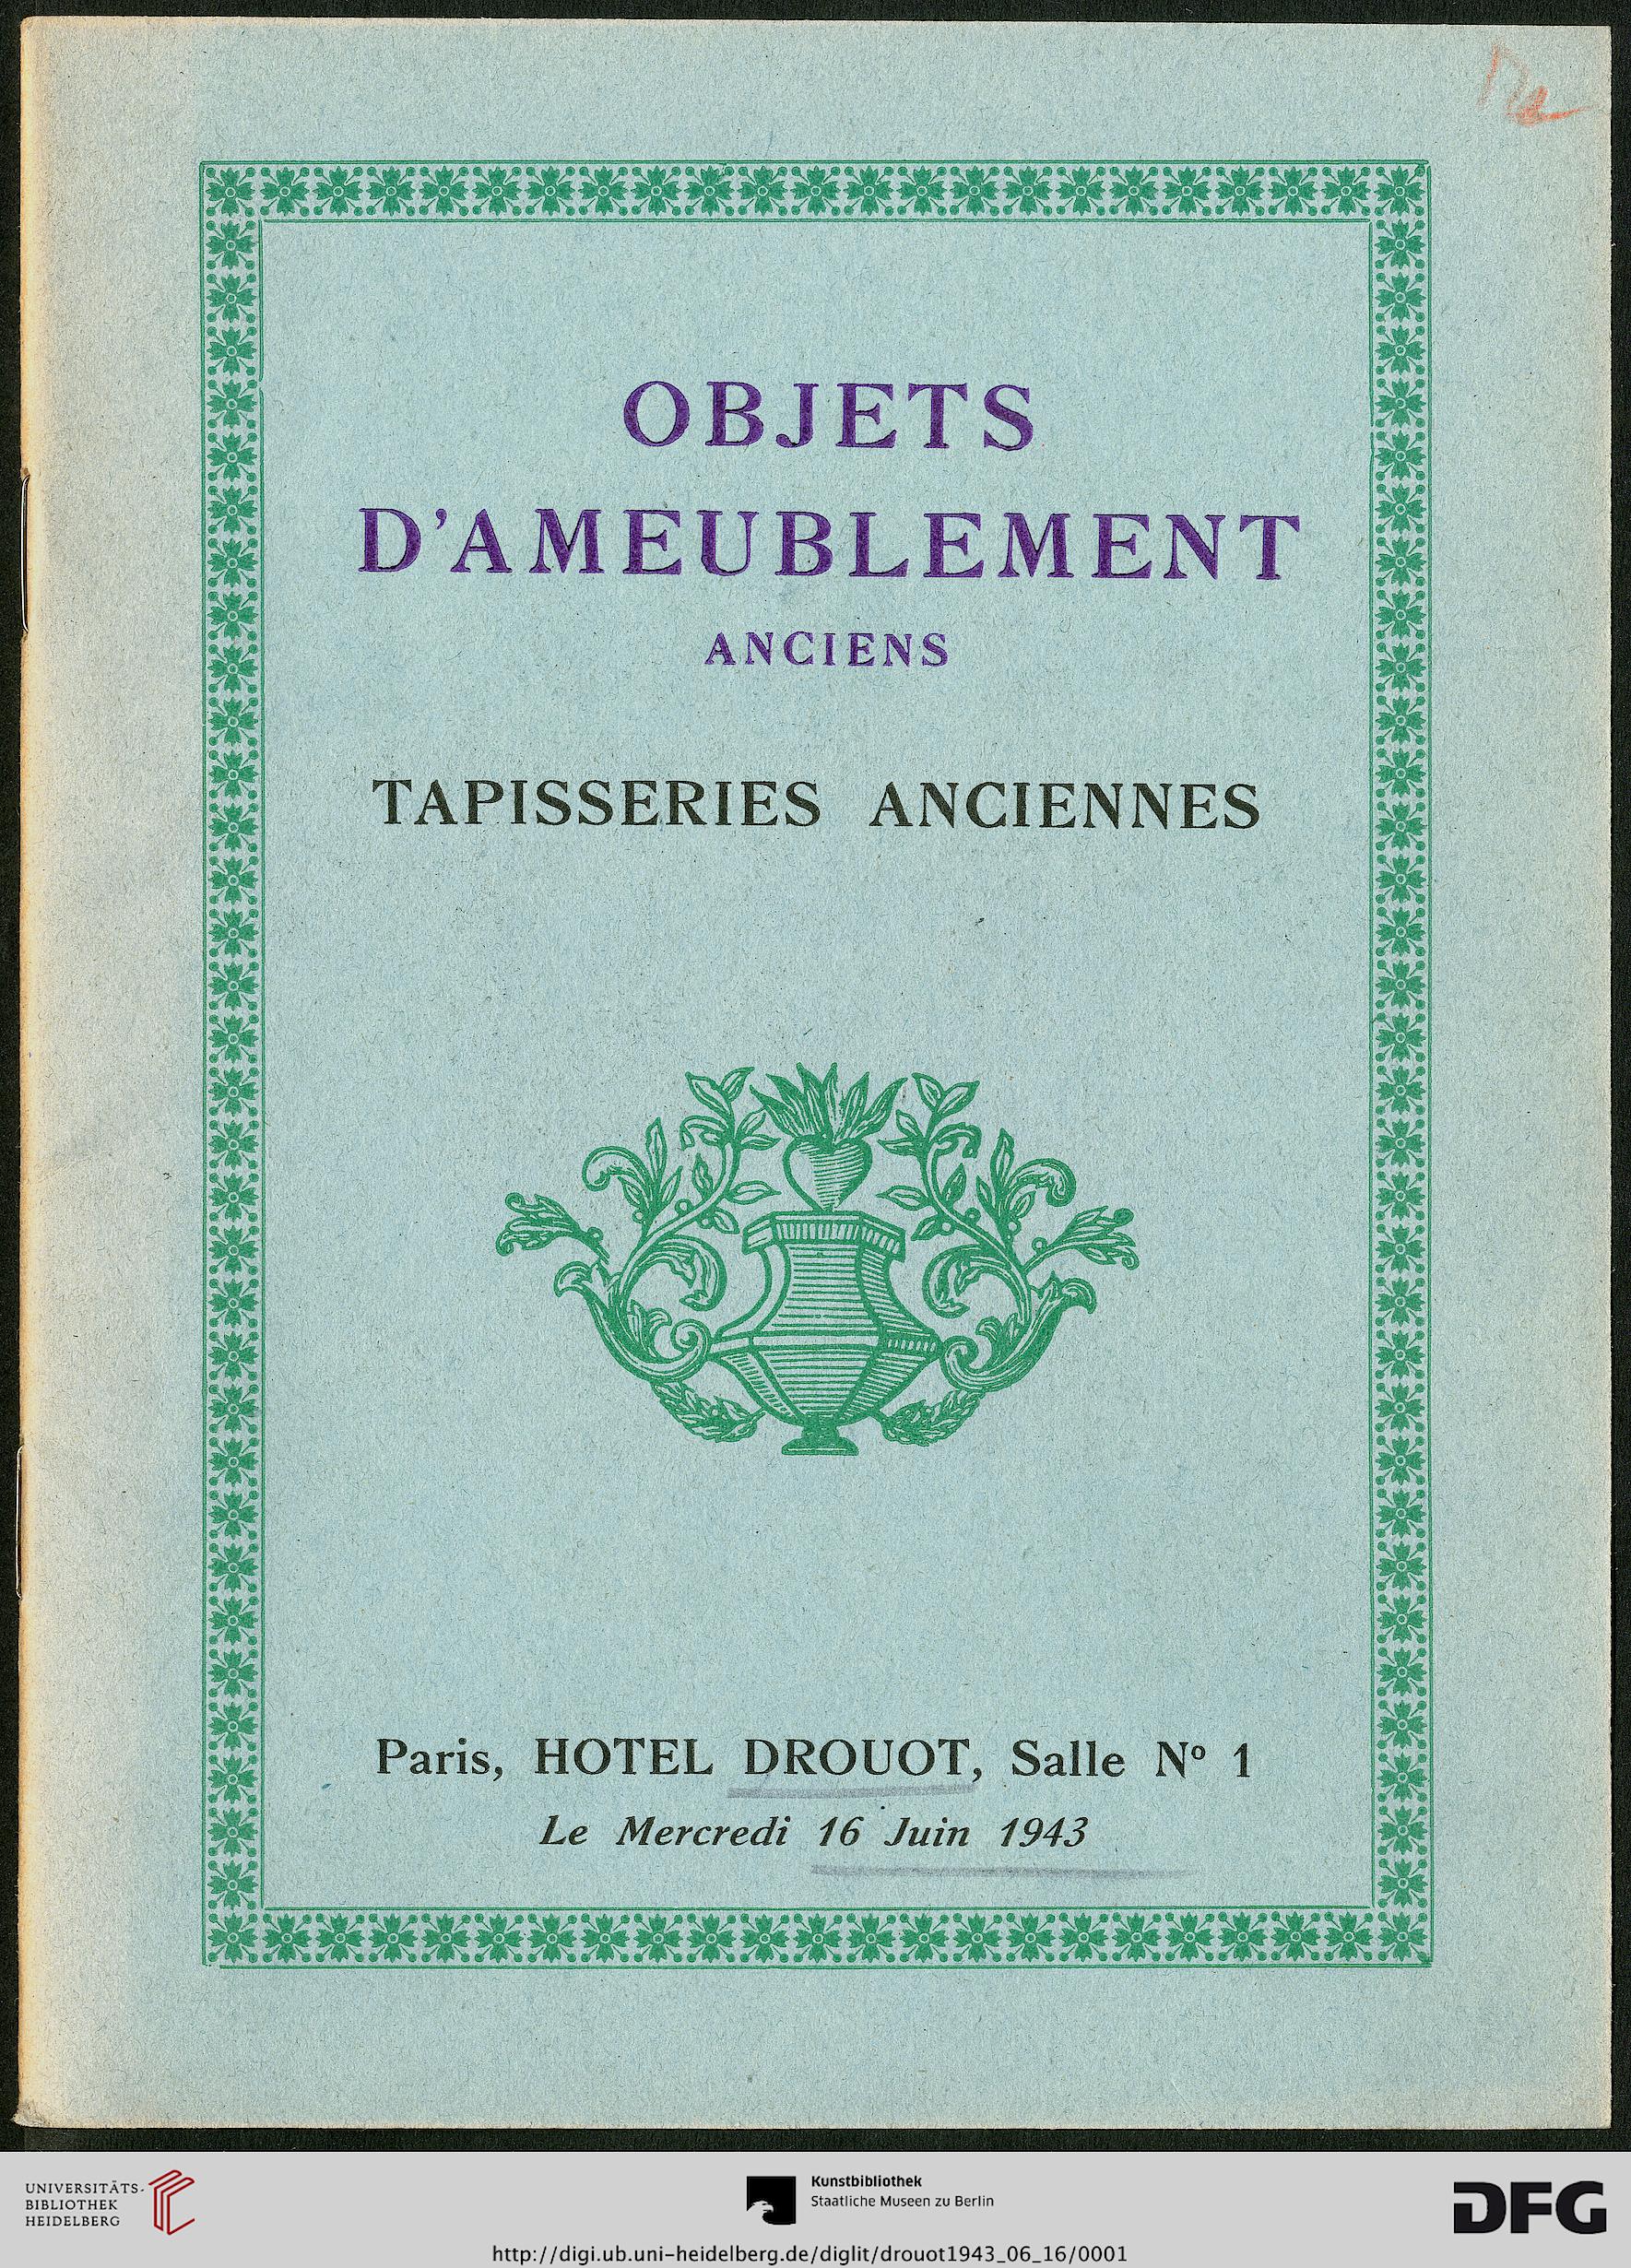 OBJETS
D'AMEUBLEMENT
ANCIENS
TAPISSERIES ANCIENNES
Paris, HOTEL DROUOT, Salle Nº 1
Le Mercredi 16 Juin 1943
UNIVERSITÄTS-
BIBLIOTHEK
HEIDELBERG
Kunstbibliothek
Staatliche Museen zu Berlin
DFG
http://digi.ub.uni-heidelberg.de/diglit/drouot1943_06_16/0001